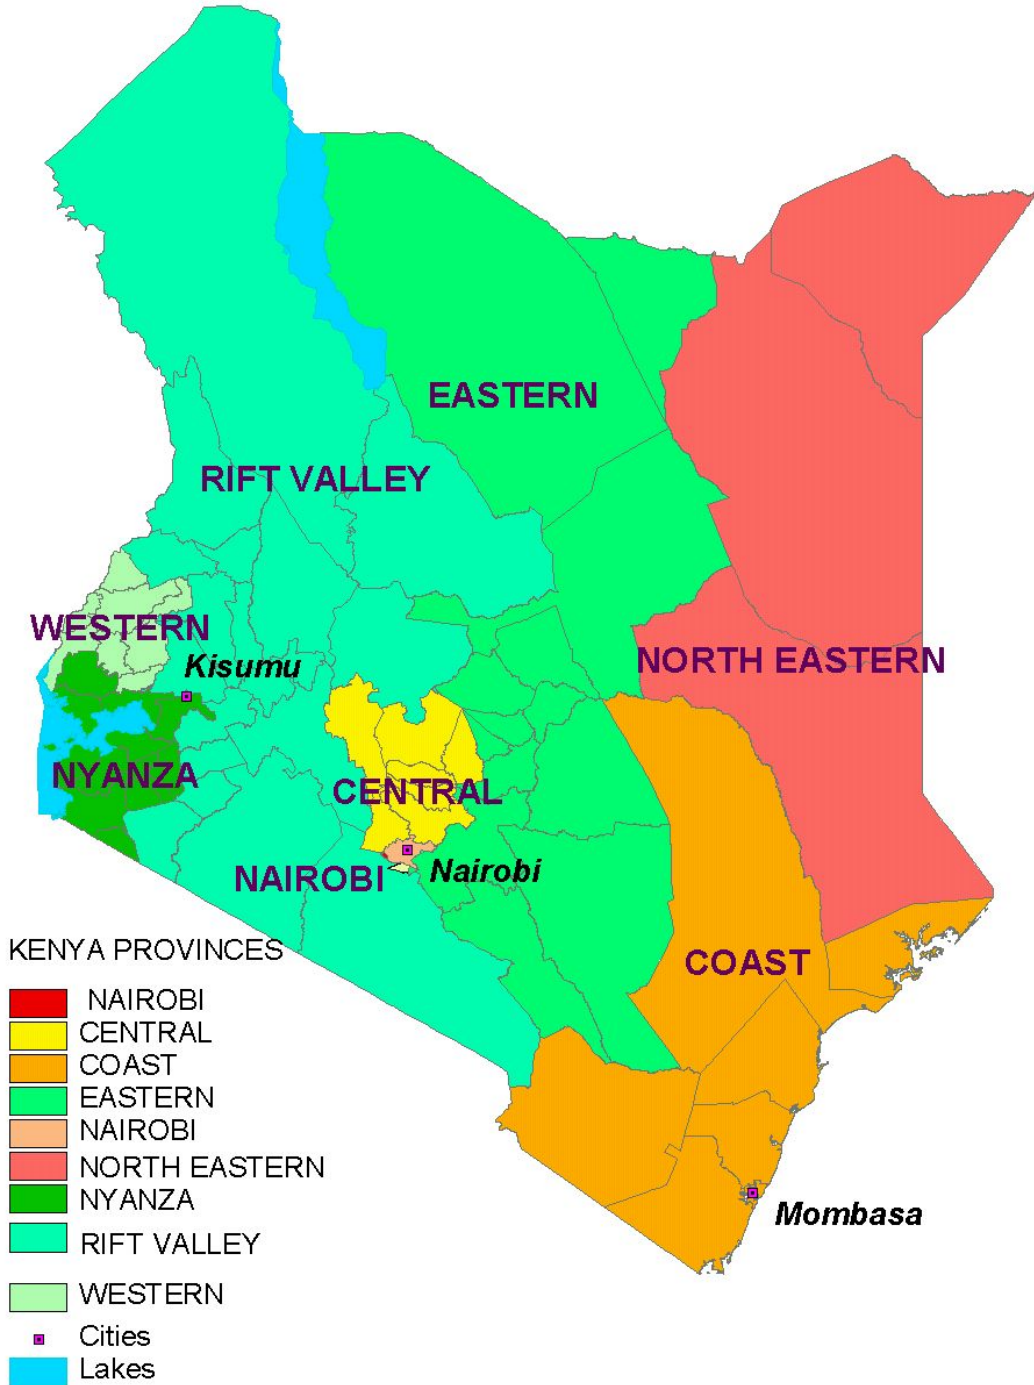 EASTERN
RIFT VALLEY
WESTERN
NORTH EASTERN
Kisumu
NYANZA
CENTRAL
NAIROBI
Nairobi
COAST
Mombasa
KENYA PROVINCES
NAIROBI
CENTRAL
COAST
EASTERN
NAIROBI
NORTH EASTERN
NYANZA
RIFT VALLEY
WESTERN
Cities
Lakes